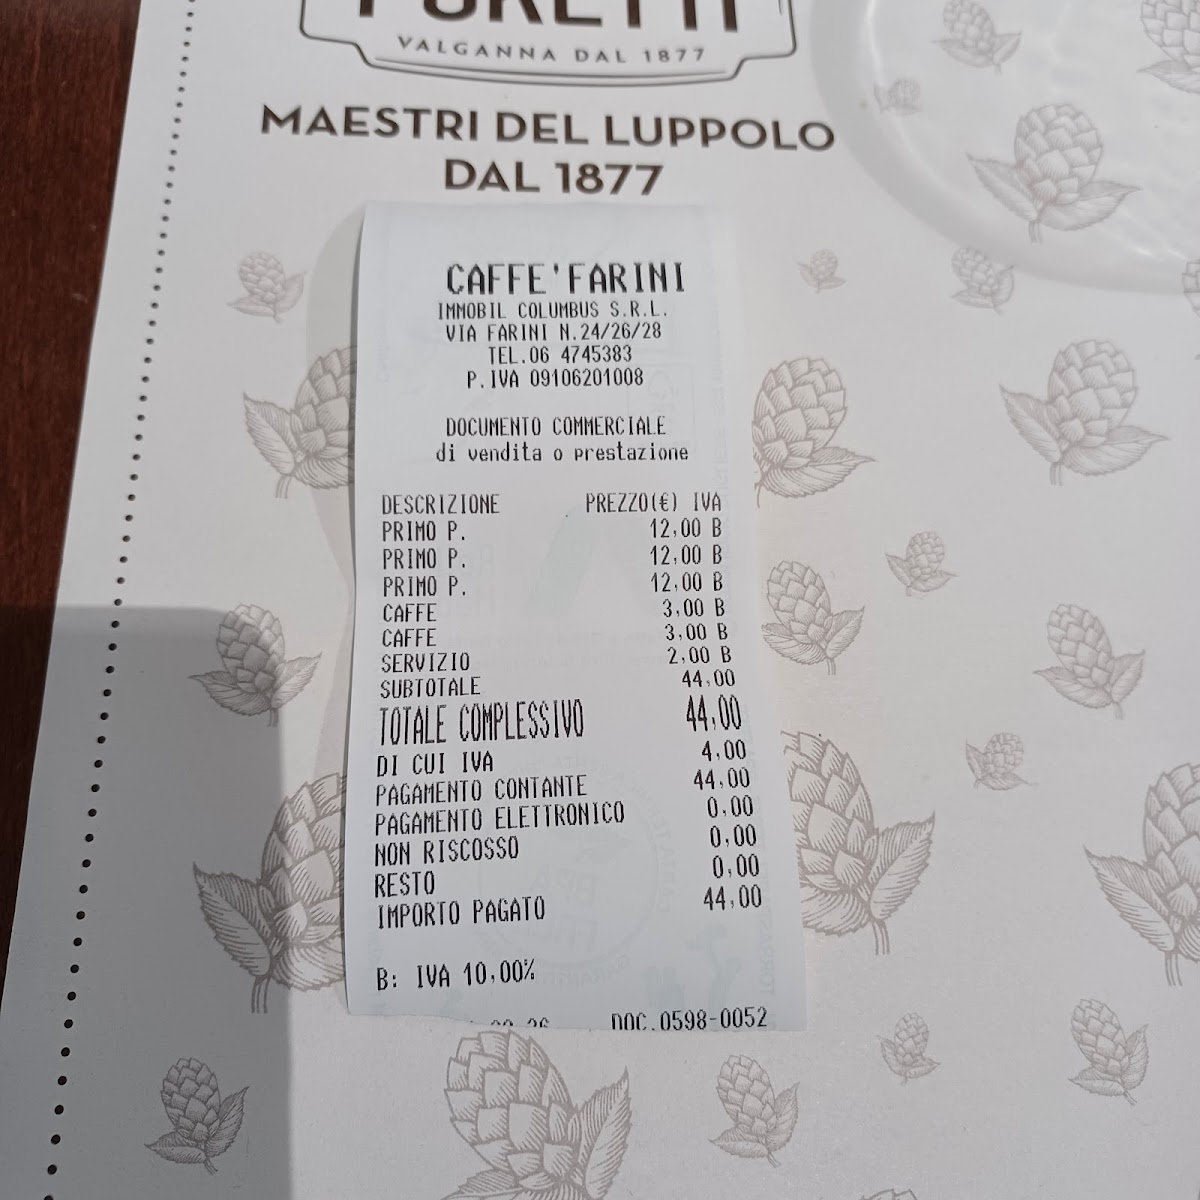 VALGANNA DAL 1877
MAESTRI DEL LUPPOLO
DAL 1877
CAFFE'FARINI
IMMOBIL COLUMBUS S.R.L.
VIA FARINI N.24/26/28
TEL.06 4745383
P.IVA 09106201008
DOCUMENTO COMMERCIALE
di vendita o prestazione
DESCRIZIONE PREZZO(€) IVA
PRIMO P. 12,00 B
PRIMO P. 12,00 B
PRIMO P. 12,00 B
CAFFE 3,00 B
CAFFE 3,00 B
SERVIZIO 2,00 B
SUBTOTALE 44,00
TOTALE COMPLESSIVO 44,00
DI CUI IVA 4,00
PAGAMENTO CONTANTE 44,00
PAGAMENTO ELETTRONICO 0,00
NON RISCOSSO 0,00
RESTO 0,00
IMPORTO PAGATO 44,00
B: IVA 10,00%
DOC.0598-0052